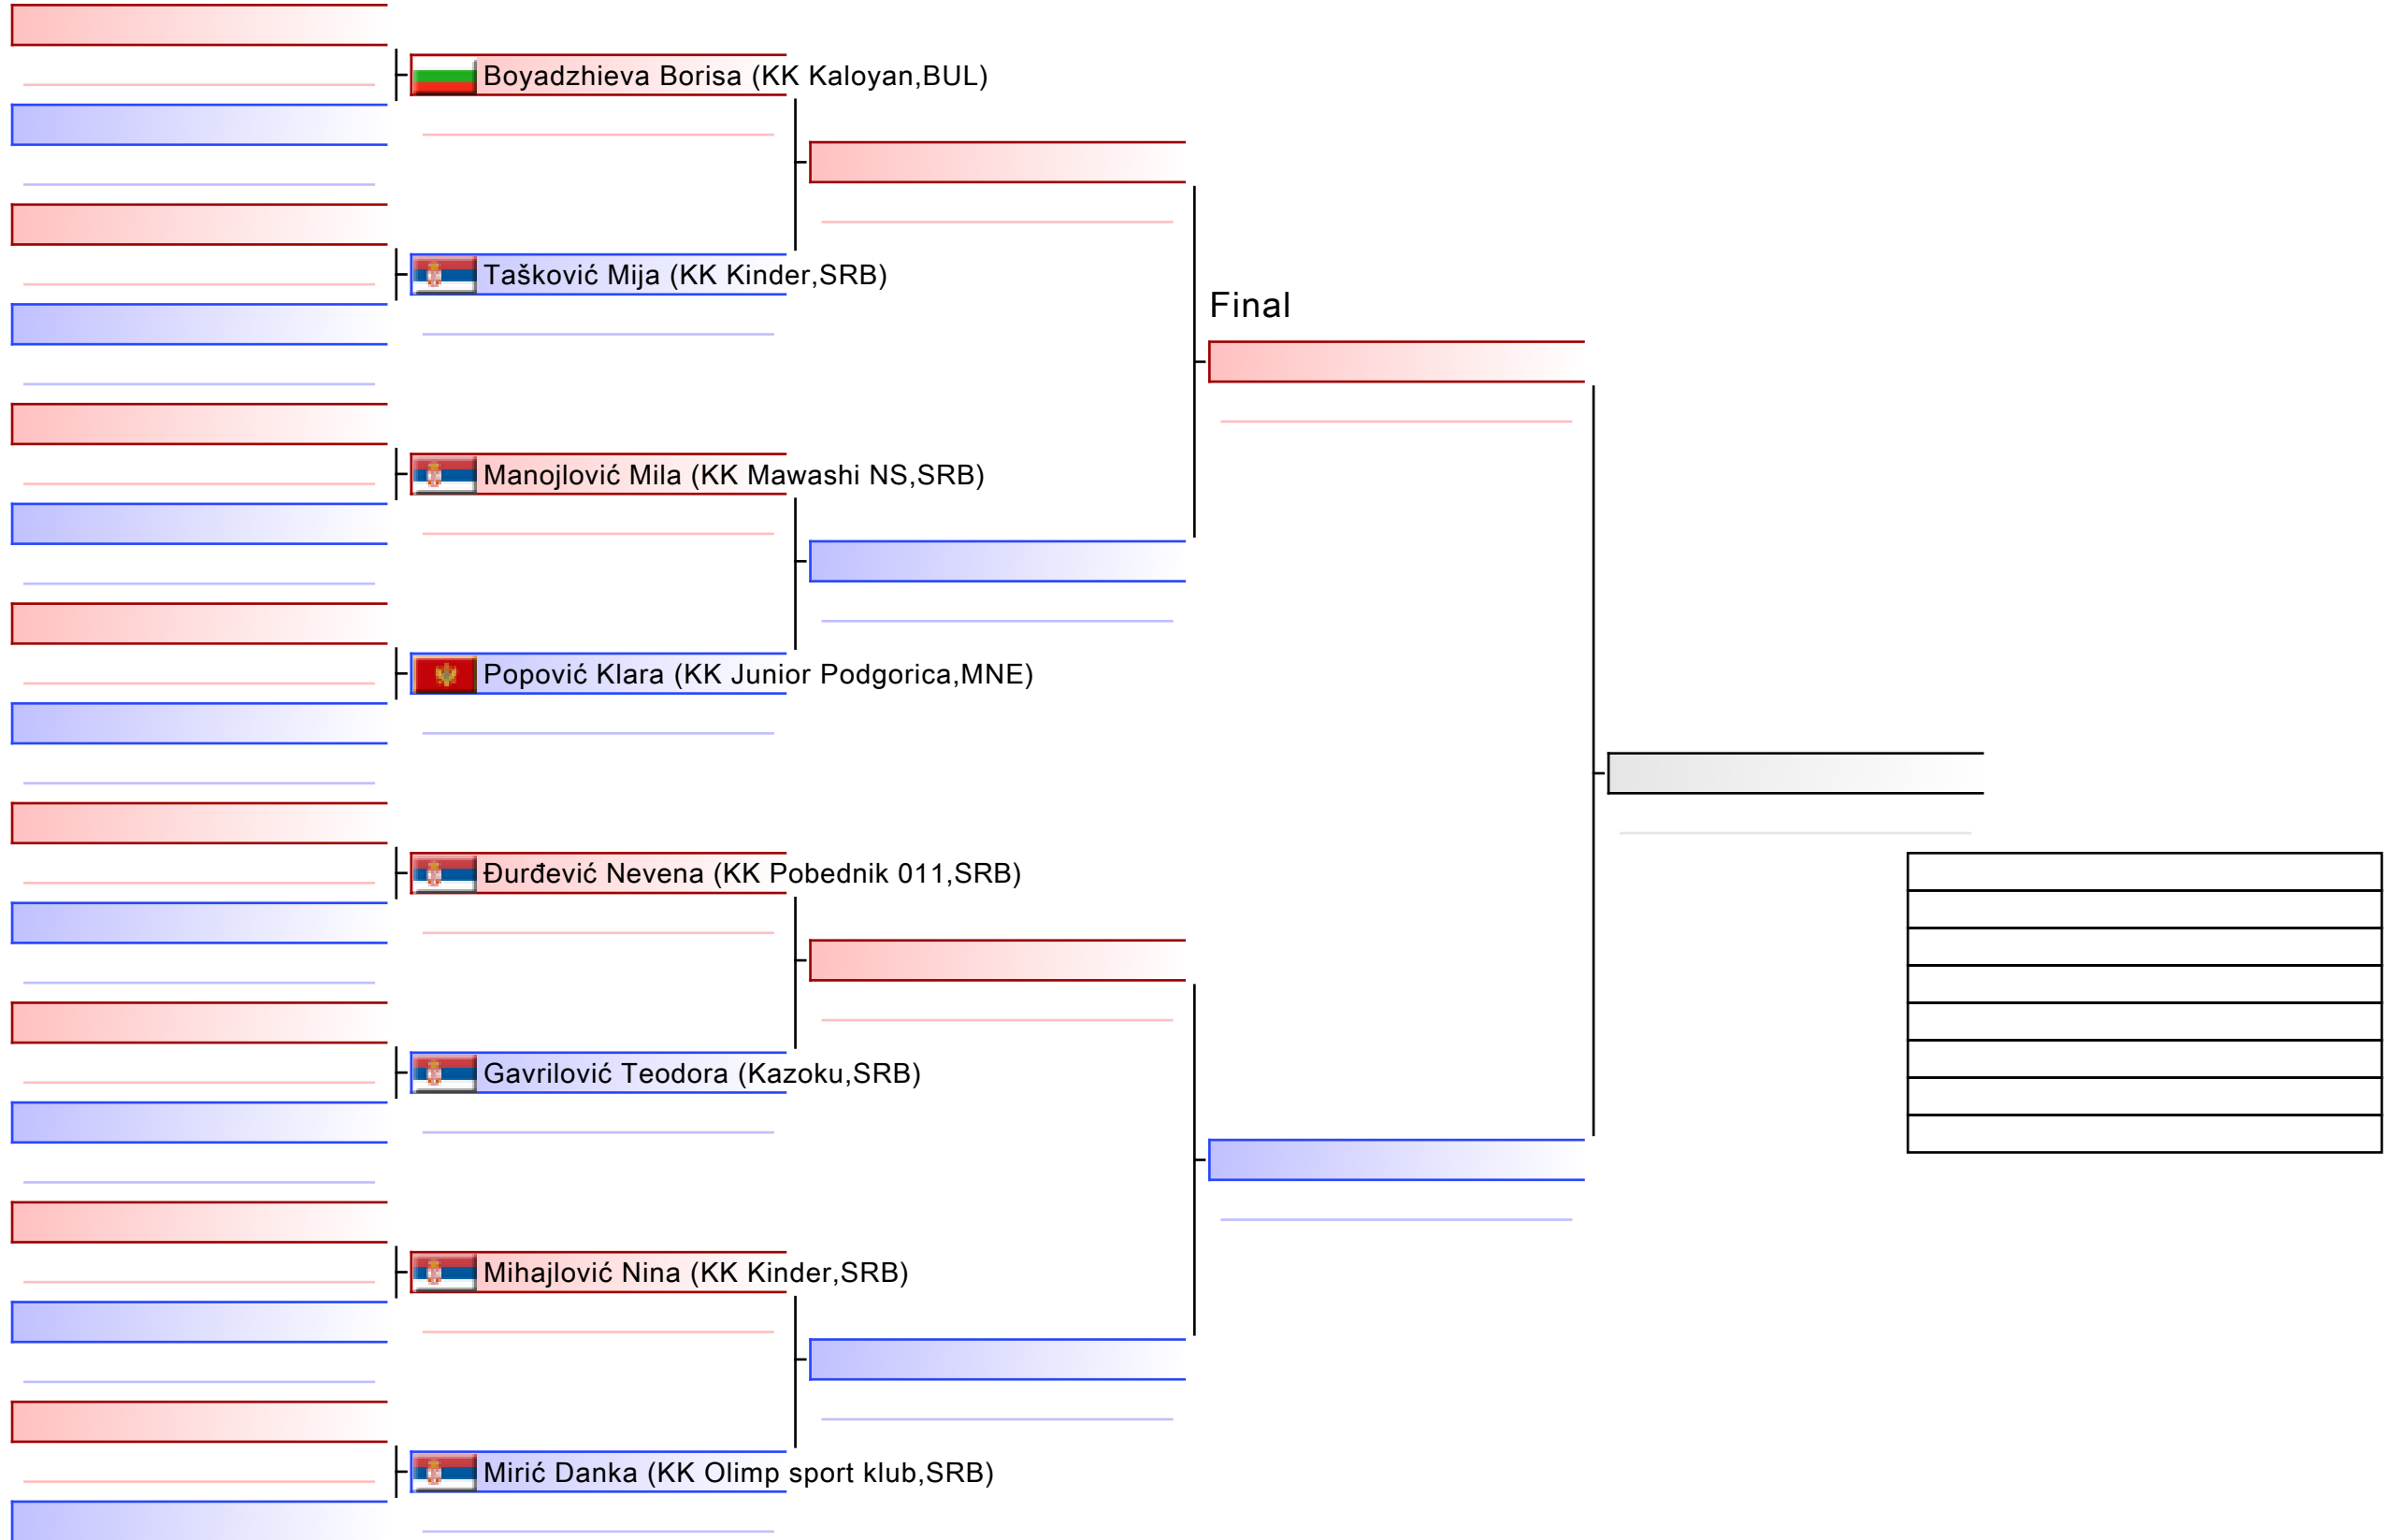 Boyadzhieva Borisa (KK Kaloyan,BUL)
Tašković Mija (KK Kinder,SRB)
Final
Manojlović Mila (KK Mawashi NS,SRB)
Popović Klara (KK Junior Podgorica,MNE)
Đurđević Nevena (KK Pobednik 011,SRB)
Gavrilović Teodora (Kazoku,SRB)
Mihajlović Nina (KK Kinder,SRB)
Mirić Danka (KK Olimp sport klub,SRB)